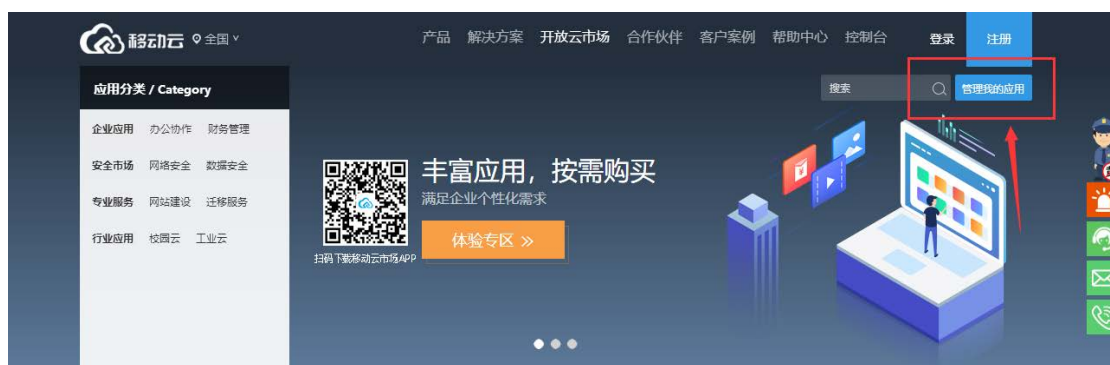 移动云 全国
产品 解决方案 开放云市场 合作伙伴 客户案例 帮助中心 控制台 登录 注册
应用分类 / Category
搜索 管理我的应用
企业应用 办公协作 财务管理
安全市场 网络安全 数据安全
专业服务 网站建设 迁移服务
行业应用 校园云 工业云
丰富应用，按需购买
满足企业个性化需求
体验专区 »
扫码下载移动云市场APP